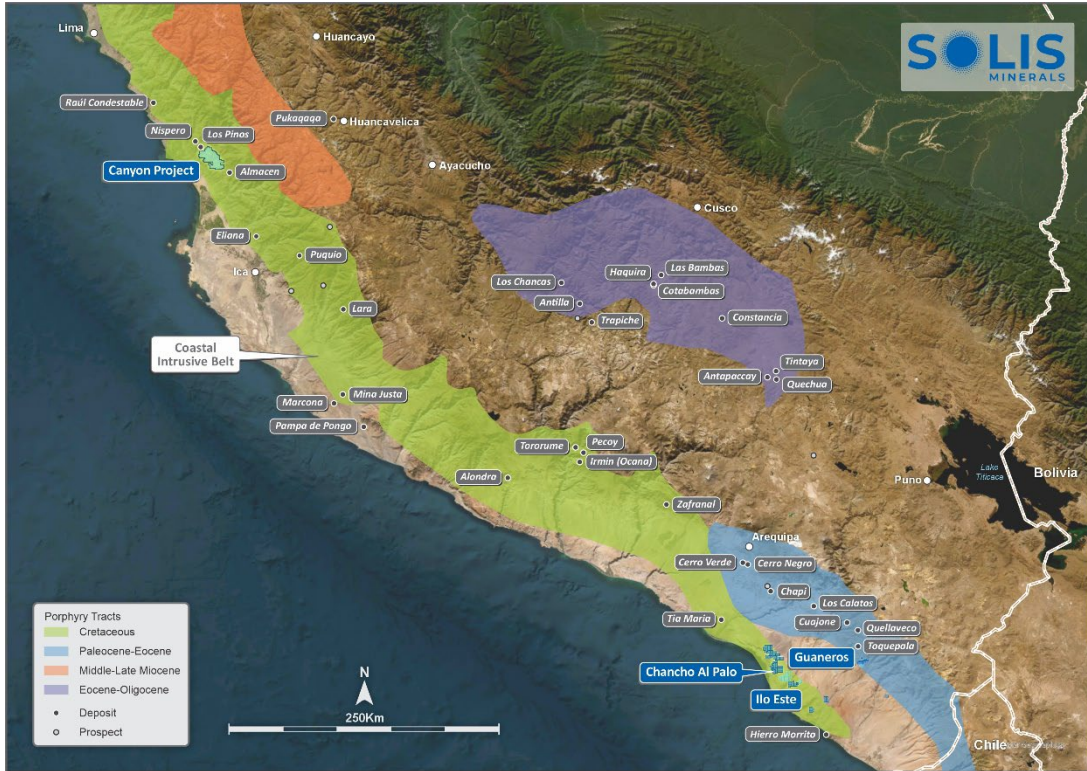 SOLIS
MINERALS
Lima
Huancayo
Raúl Condestable
Pukaqaqa
Huancavelica
Nispero
Los Pinos
Canyon Project
Almacen
Ayacucho
Cusco
Eliana
Puquio
Ica
Haquira
Las Bambas
Los Chancas
Cotabambas
Antilla
Lara
Trapiche
Constancia
Coastal
Intrusive Belt
Tintaya
Antapaccay
Quechua
Mina Justa
Marcona
Pampa de Pongo
Tororume
Pecoy
Irmin (Ocana)
Alondra
Lake
Titicaca
Bolivia
Puno
Zafranal
Arequipa
Cerro Verde
Cerro Negro
Chapi
Los Calatos
Tia Maria
Cuajone
Quellaveco
Toquepala
Guaneros
Chancho Al Palo
Ilo Este
Hierro Morrito
Chile
Porphyry Tracts
Cretaceous
Paleocene-Eocene
Middle-Late Miocene
Eocene-Oligocene
Deposit
Prospect
N
250Km